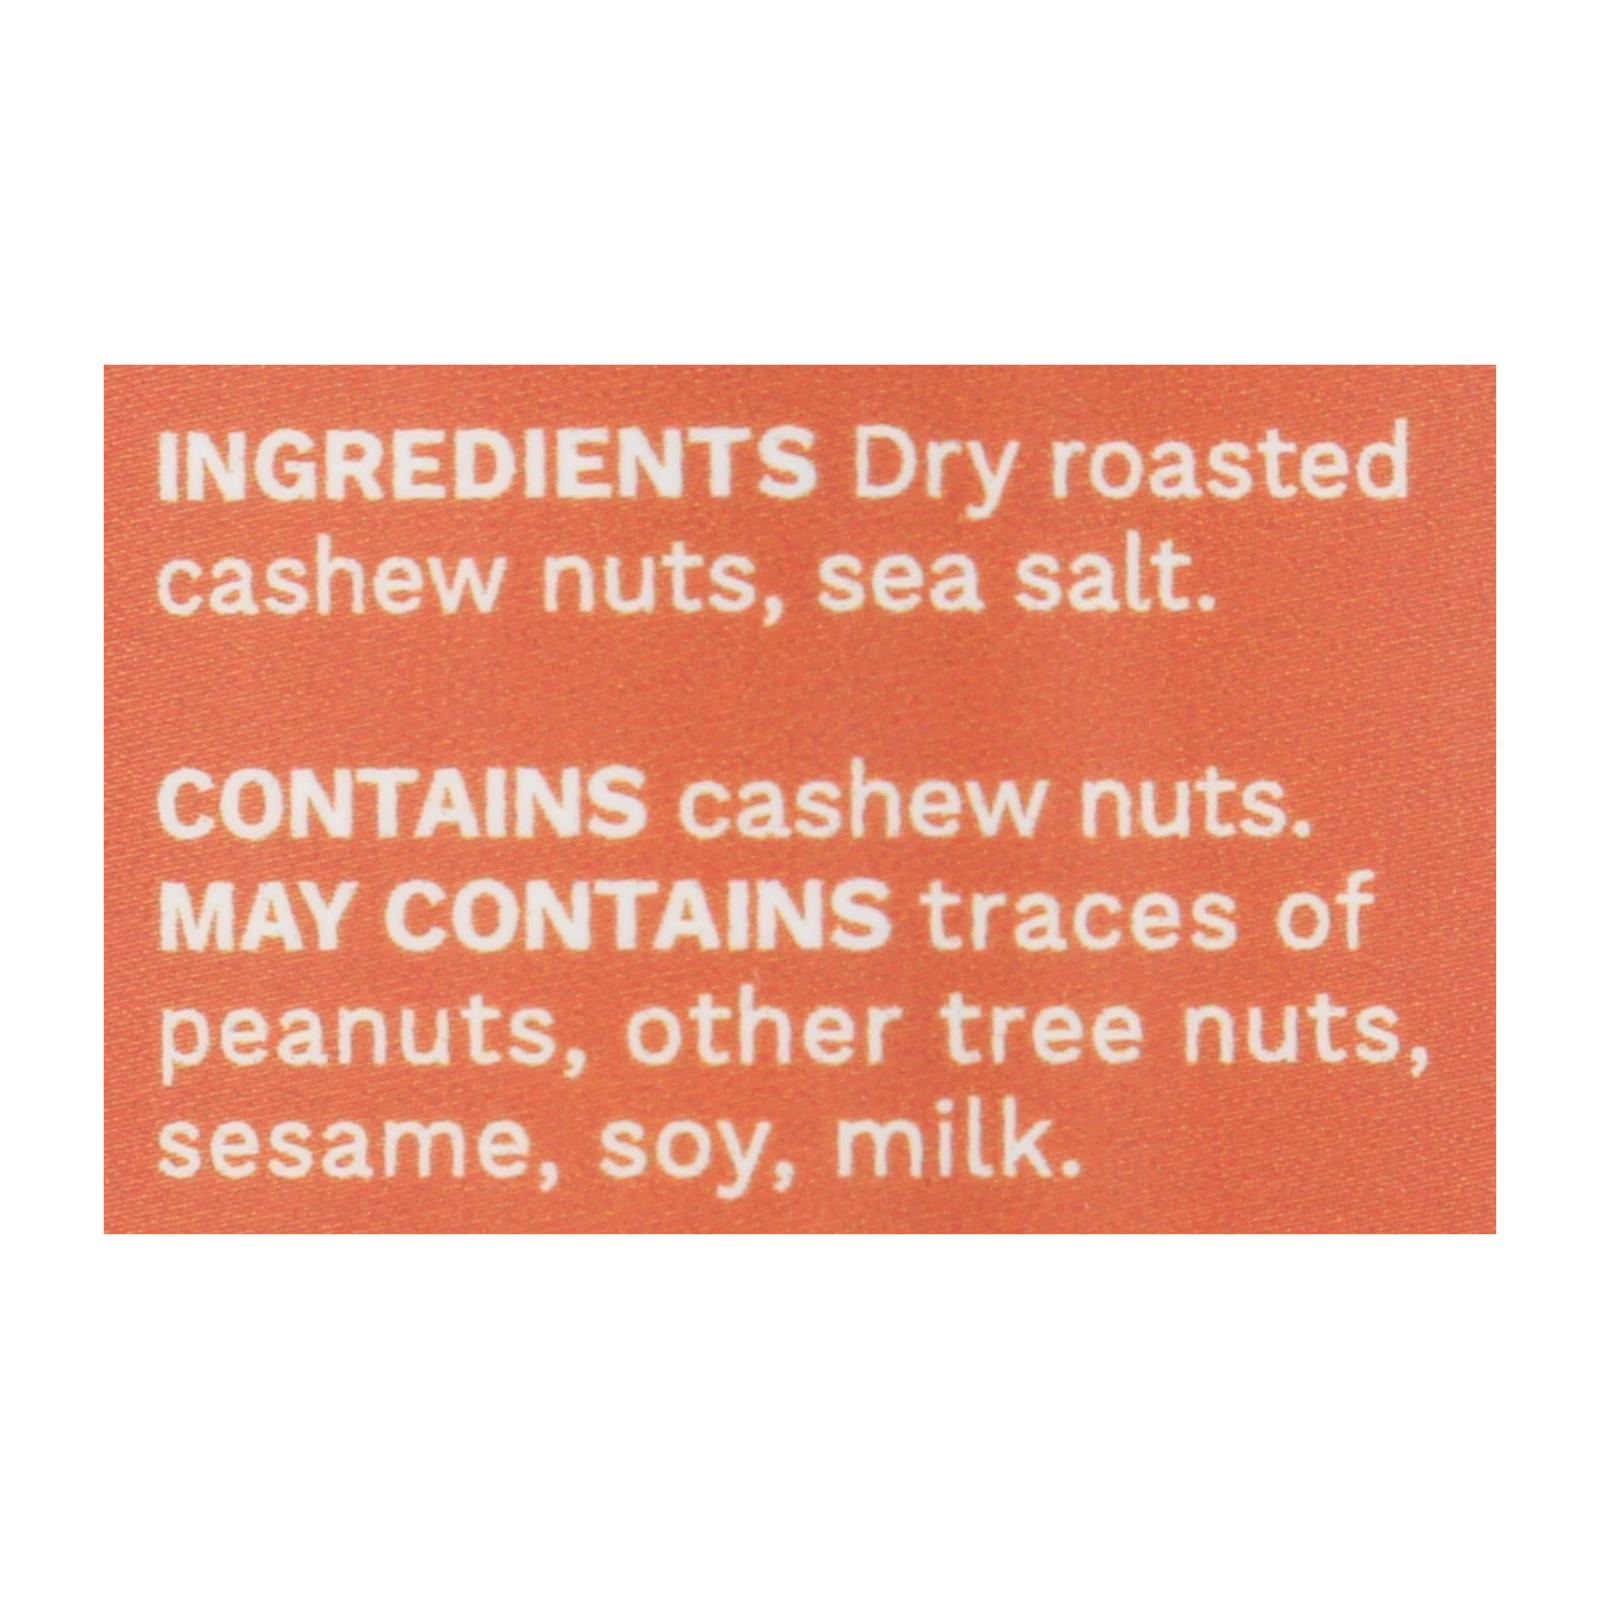 INGREDIENTS Dry roasted
cashew nuts, sea salt.
CONTAINS cashew nuts.
MAY CONTAINS traces of
peanuts, other tree nuts,
sesame, soy, milk.